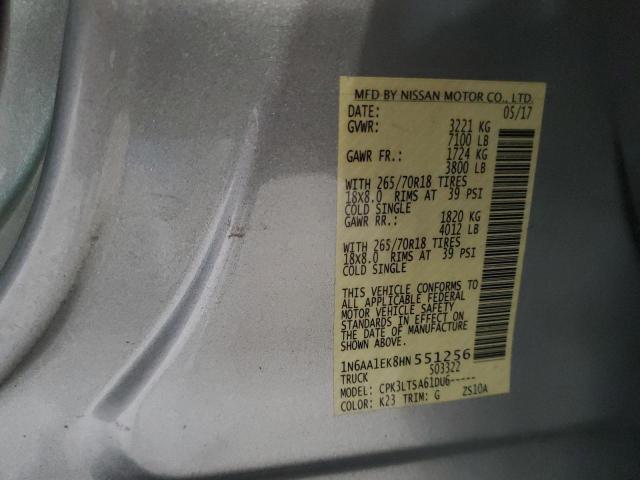 MFD BY NISSAN MOTOR CO., LTD.
DATE: 05/17
GVWR: 3221 KG
7100 LB
GAWR FR.: 1724 KG
3800 LB
WITH 265/70R18 TIRES
18X8.0 RIMS AT 39 PSI
COLD SINGLE
GAWR RR.: 1820 KG
4012 LB
WITH 265/70R18 TIRES
18X8.0 RIMS AT 39 PSI
COLD SINGLE
THIS VEHICLE CONFORMS TO
ALL APPLICABLE FEDERAL
MOTOR VEHICLE SAFETY
STANDARDS IN EFFECT ON
THE DATE OF MANUFACTURE
SHOWN ABOVE.
1N6AA1EK8HN551256
TRUCK 503322
MODEL: CPK3LTSA61DU6-----
COLOR: K23 TRIM: G ZS10A